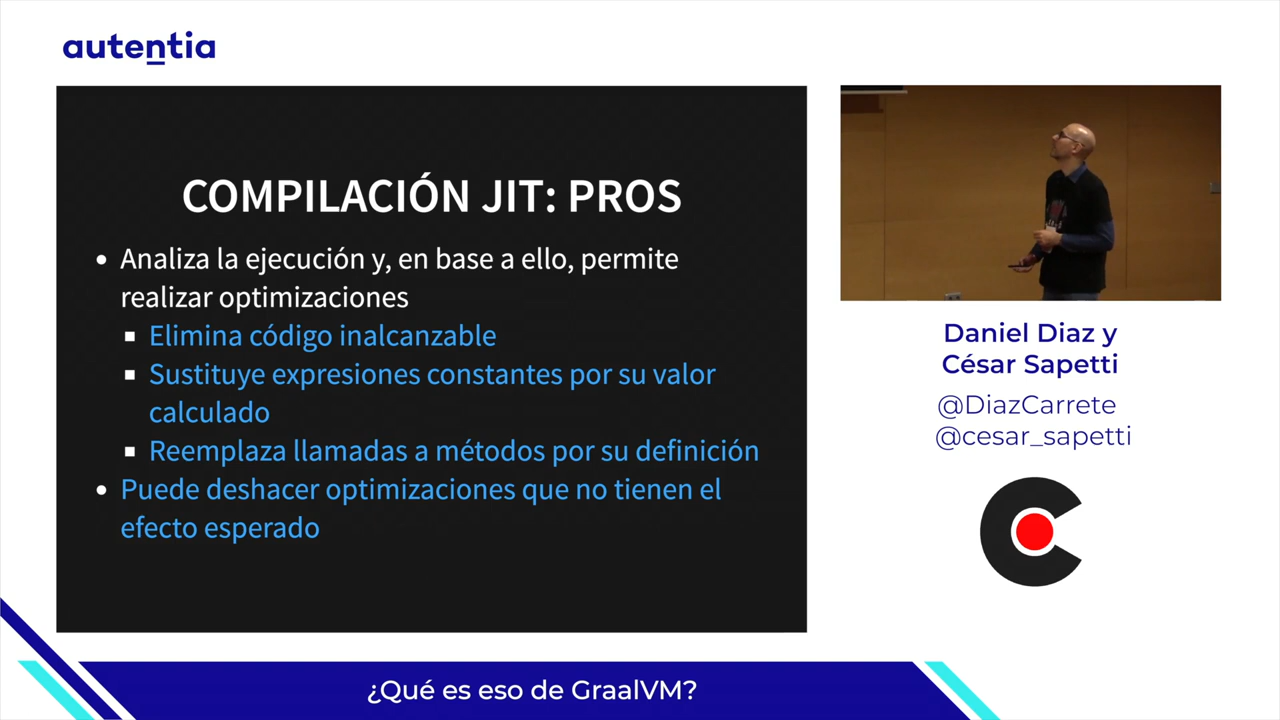 autentia
COMPILACIÓN JIT: PROS
Analiza la ejecución y, en base a ello, permite
realizar optimizaciones
Elimina código inalcanzable
Sustituye expresiones constantes por su valor
calculado
Reemplaza llamadas a métodos por su definición
Puede deshacer optimizaciones que no tienen el
efecto esperado
Daniel Diaz y
César Sapetti
@DiazCarrete
@cesar_sapetti
¿Qué es eso de GraalVM?